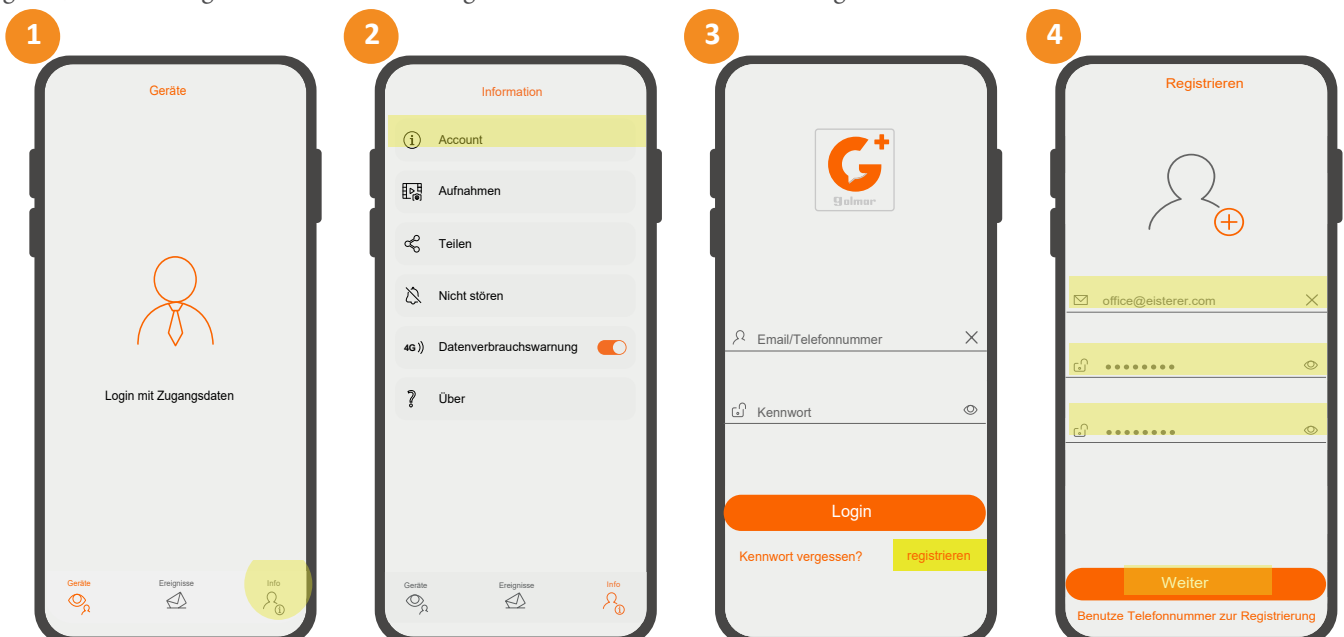 1
Geräte
Login mit Zugangsdaten
Geräte
Ereignisse
Info
2
Information
Account
Aufnahmen
Teilen
Nicht stören
4G Datenverbrauchswarnung
Über
Geräte
Ereignisse
Info
3
G+
golmar
Email/Telefonnummer
Kennwort
Login
Kennwort vergessen? registrieren
4
Registrieren
office@eisterer.com
Weiter
Benutze Telefonnummer zur Registrierung